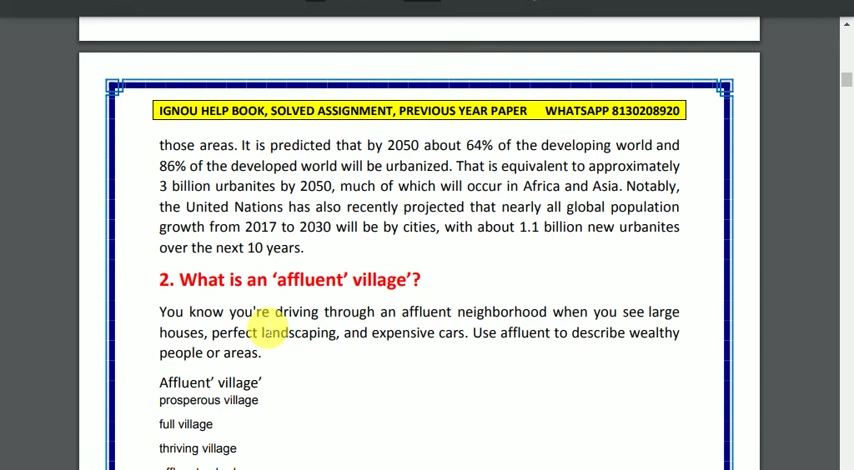 IGNOU HELP BOOK, SOLVED ASSIGNMENT, PREVIOUS YEAR PAPER WHATSAPP 8130208920
those areas. It is predicted that by 2050 about 64% of the developing world and
86% of the developed world will be urbanized. That is equivalent to approximately
3 billion urbanites by 2050, much of which will occur in Africa and Asia. Notably,
the United Nations has also recently projected that nearly all global population
growth from 2017 to 2030 will be by cities, with about 1.1 billion new urbanites
over the next 10 years.
2. What is an ‘affluent’ village’?
You know you're driving through an affluent neighborhood when you see large
houses, perfect landscaping, and expensive cars. Use affluent to describe wealthy
people or areas.
Affluent’ village’
prosperous village
full village
thriving village